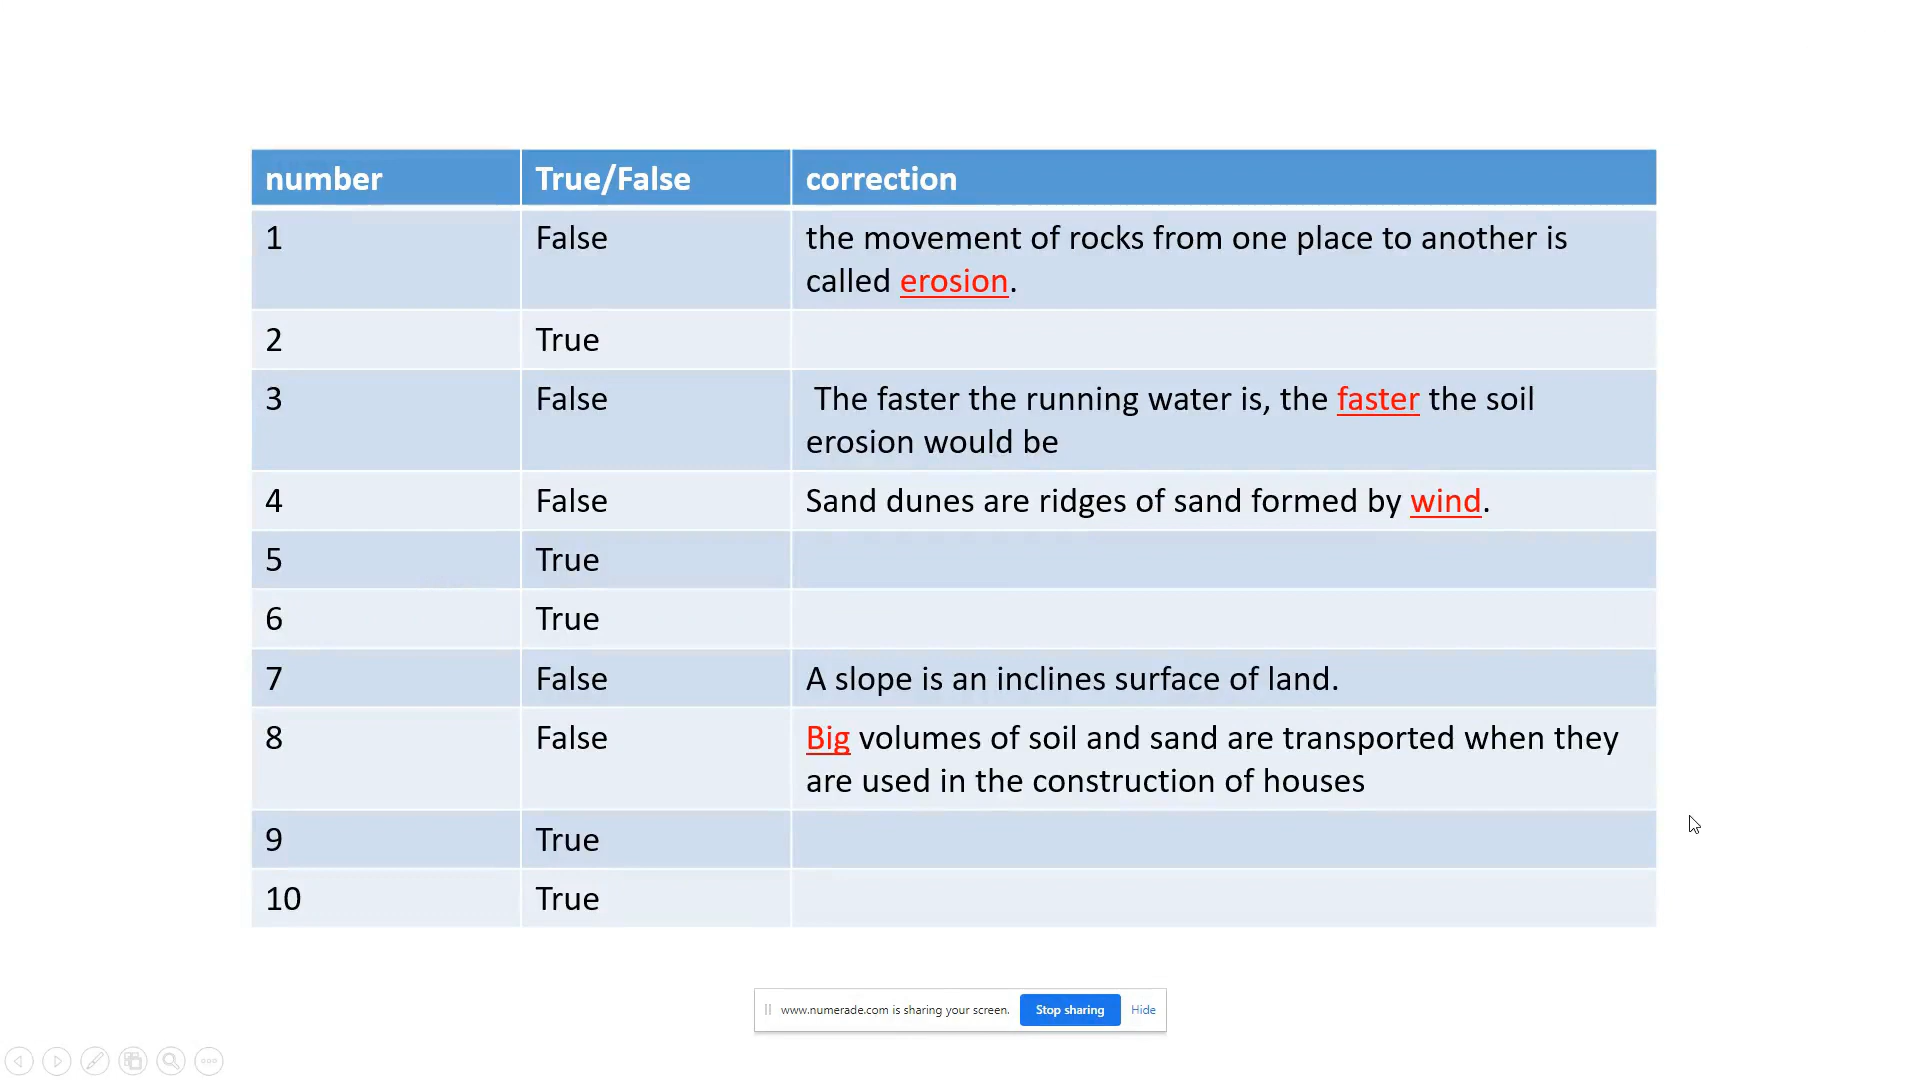 number True/False correction
1 False the movement of rocks from one place to another is
called erosion.
2 True
3 False The faster the running water is, the faster the soil
erosion would be
4 False Sand dunes are ridges of sand formed by wind.
5 True
6 True
7 False A slope is an inclines surface of land.
8 False Big volumes of soil and sand are transported when they
are used in the construction of houses
9 True
10 True
www.numerade.com is sharing your screen. Stop sharing Hide